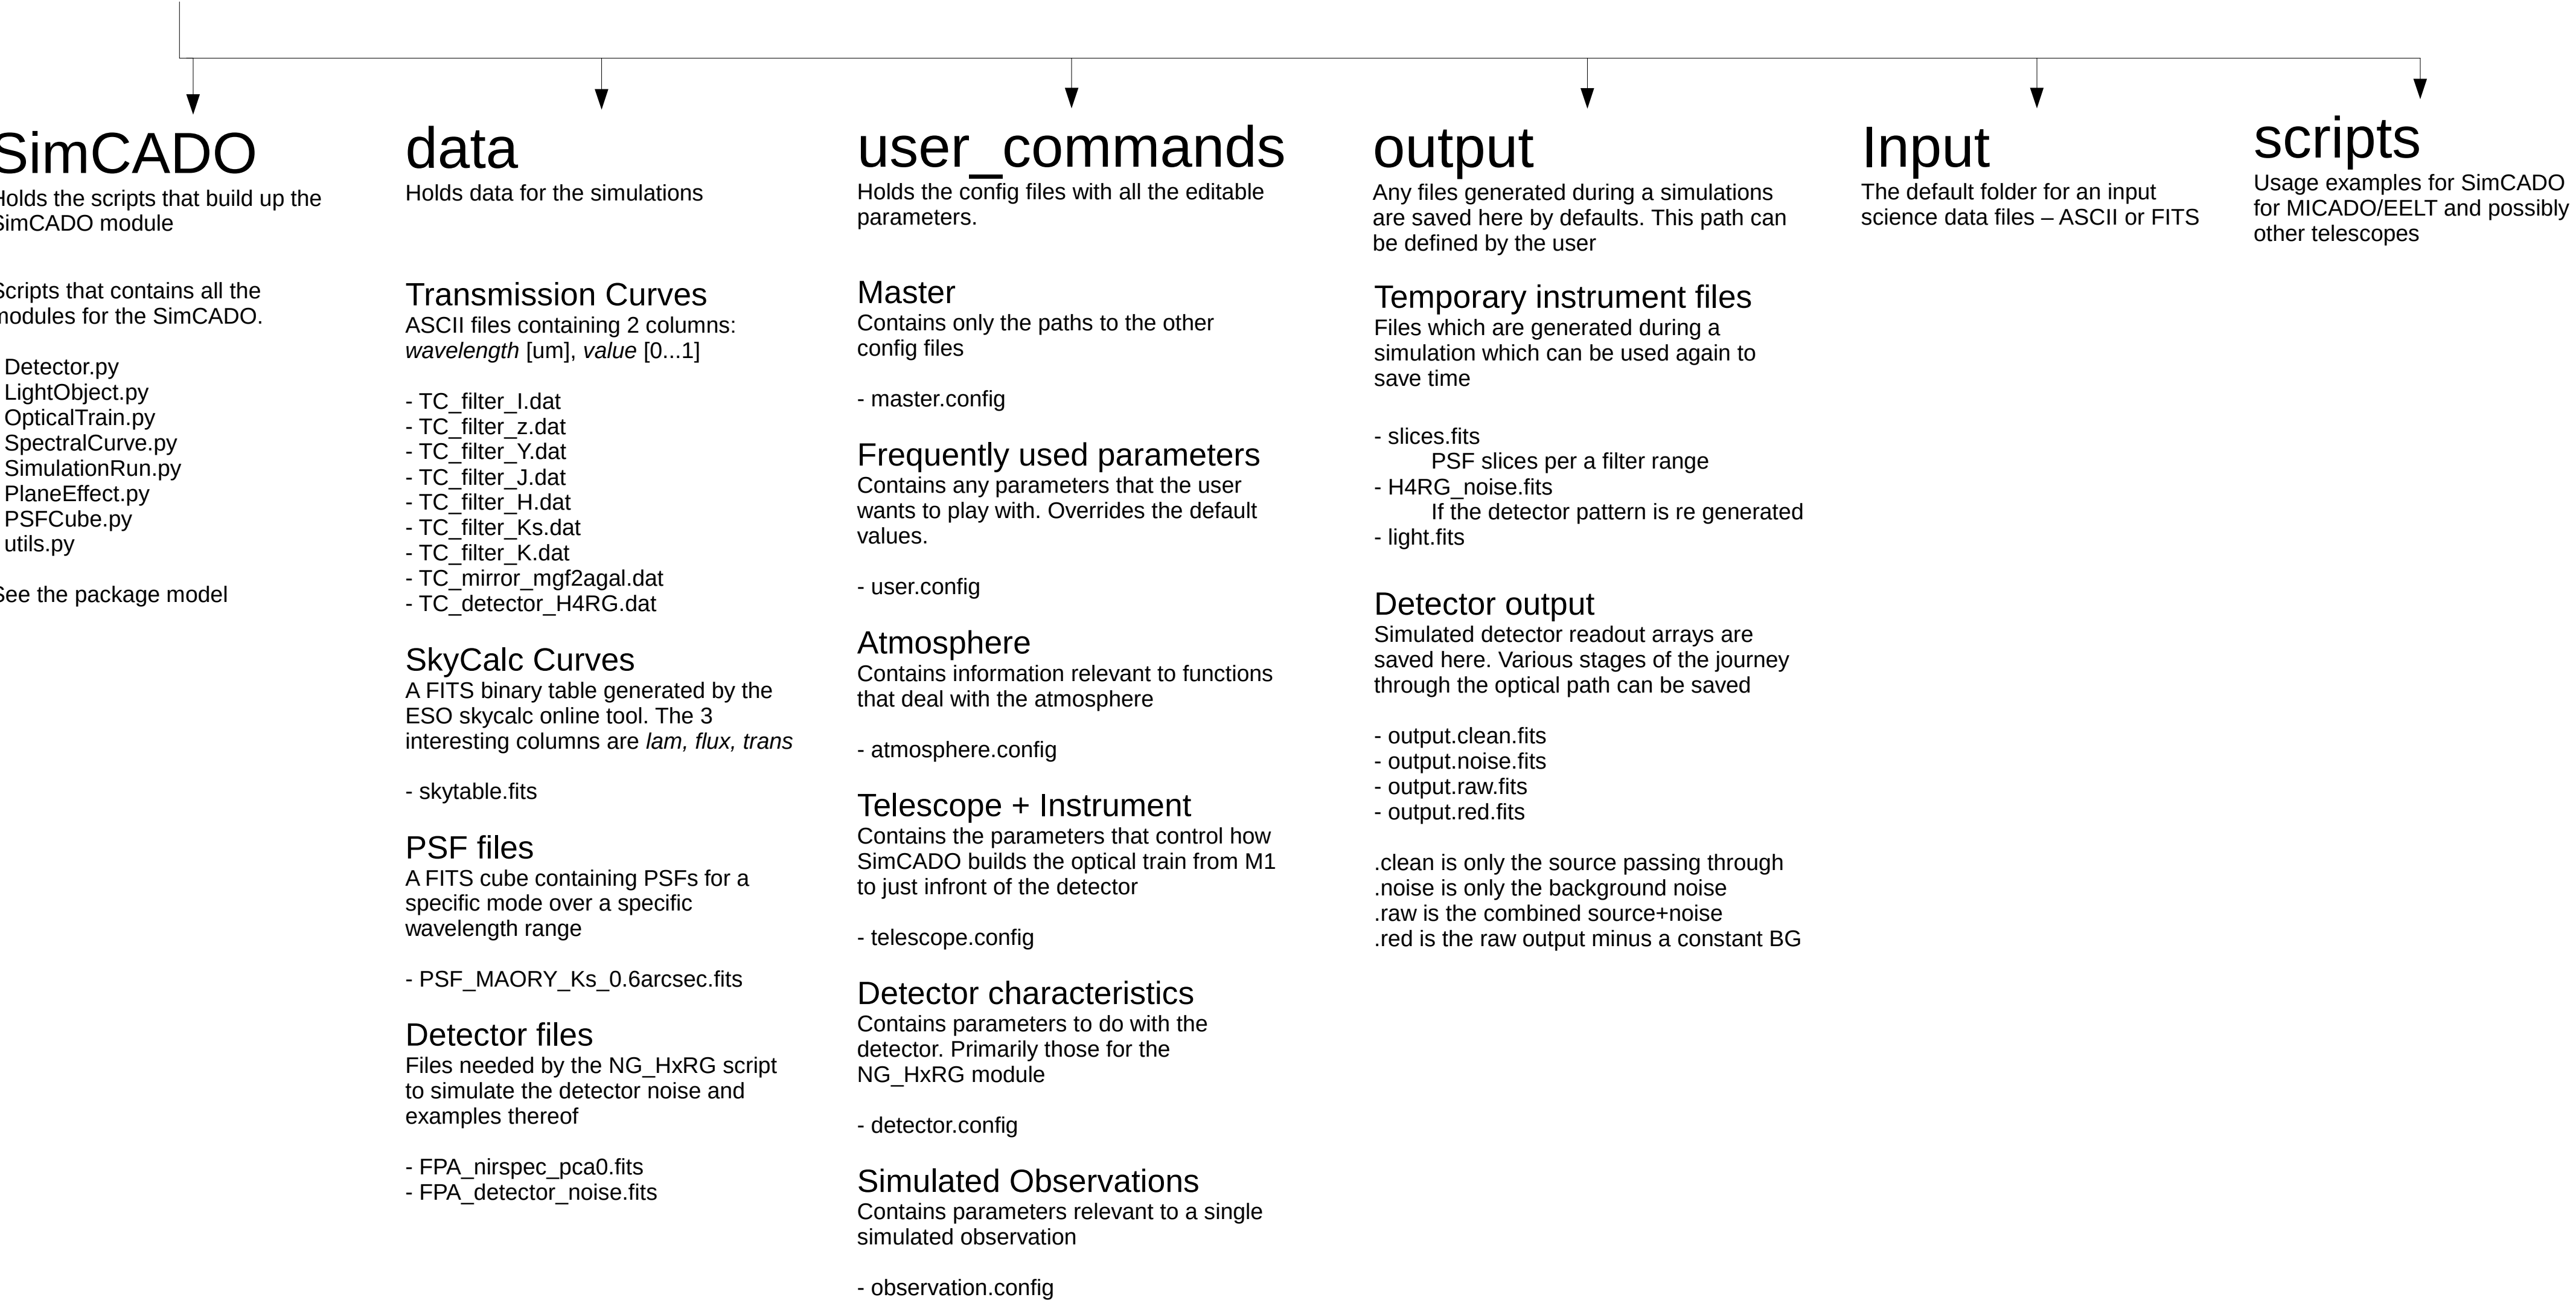 SimCADO
Holds the scripts that build up the
SimCADO module
Scripts that contains all the
modules for the SimCADO.
Detector.py
LightObject.py
OpticalTrain.py
SpectralCurve.py
SimulationRun.py
PlaneEffect.py
PSFCube.py
utils.py
See the package model
data
Holds data for the simulations
Transmission Curves
ASCII files containing 2 columns:
wavelength [um], value [0...1]
- TC_filter_I.dat
- TC_filter_z.dat
- TC_filter_Y.dat
- TC_filter_J.dat
- TC_filter_H.dat
- TC_filter_Ks.dat
- TC_filter_K.dat
- TC_mirror_mgf2agal.dat
- TC_detector_H4RG.dat
SkyCalc Curves
A FITS binary table generated by the
ESO skycalc online tool. The 3
interesting columns are lam, flux, trans
- skytable.fits
PSF files
A FITS cube containing PSFs for a
specific mode over a specific
wavelength range
- PSF_MAORY_Ks_0.6arcsec.fits
Detector files
Files needed by the NG_HxRG script
to simulate the detector noise and
examples thereof
- FPA_nirspec_pca0.fits
- FPA_detector_noise.fits
user_commands
Holds the config files with all the editable
parameters.
Master
Contains only the paths to the other
config files
- master.config
Frequently used parameters
Contains any parameters that the user
wants to play with. Overrides the default
values.
- user.config
Atmosphere
Contains information relevant to functions
that deal with the atmosphere
- atmosphere.config
Telescope + Instrument
Contains the parameters that control how
SimCADO builds the optical train from M1
to just infront of the detector
- telescope.config
Detector characteristics
Contains parameters to do with the
detector. Primarily those for the
NG_HxRG module
- detector.config
Simulated Observations
Contains parameters relevant to a single
simulated observation
- observation.config
output
Any files generated during a simulations
are saved here by defaults. This path can
be defined by the user
Temporary instrument files
Files which are generated during a
simulation which can be used again to
save time
- slices.fits
PSF slices per a filter range
- H4RG_noise.fits
If the detector pattern is re generated
- light.fits
Detector output
Simulated detector readout arrays are
saved here. Various stages of the journey
through the optical path can be saved
- output.clean.fits
- output.noise.fits
- output.raw.fits
- output.red.fits
.clean is only the source passing through
.noise is only the background noise
.raw is the combined source+noise
.red is the raw output minus a constant BG
Input
The default folder for an input
science data files – ASCII or FITS
scripts
Usage examples for SimCADO
for MICADO/EELT and possibly
other telescopes